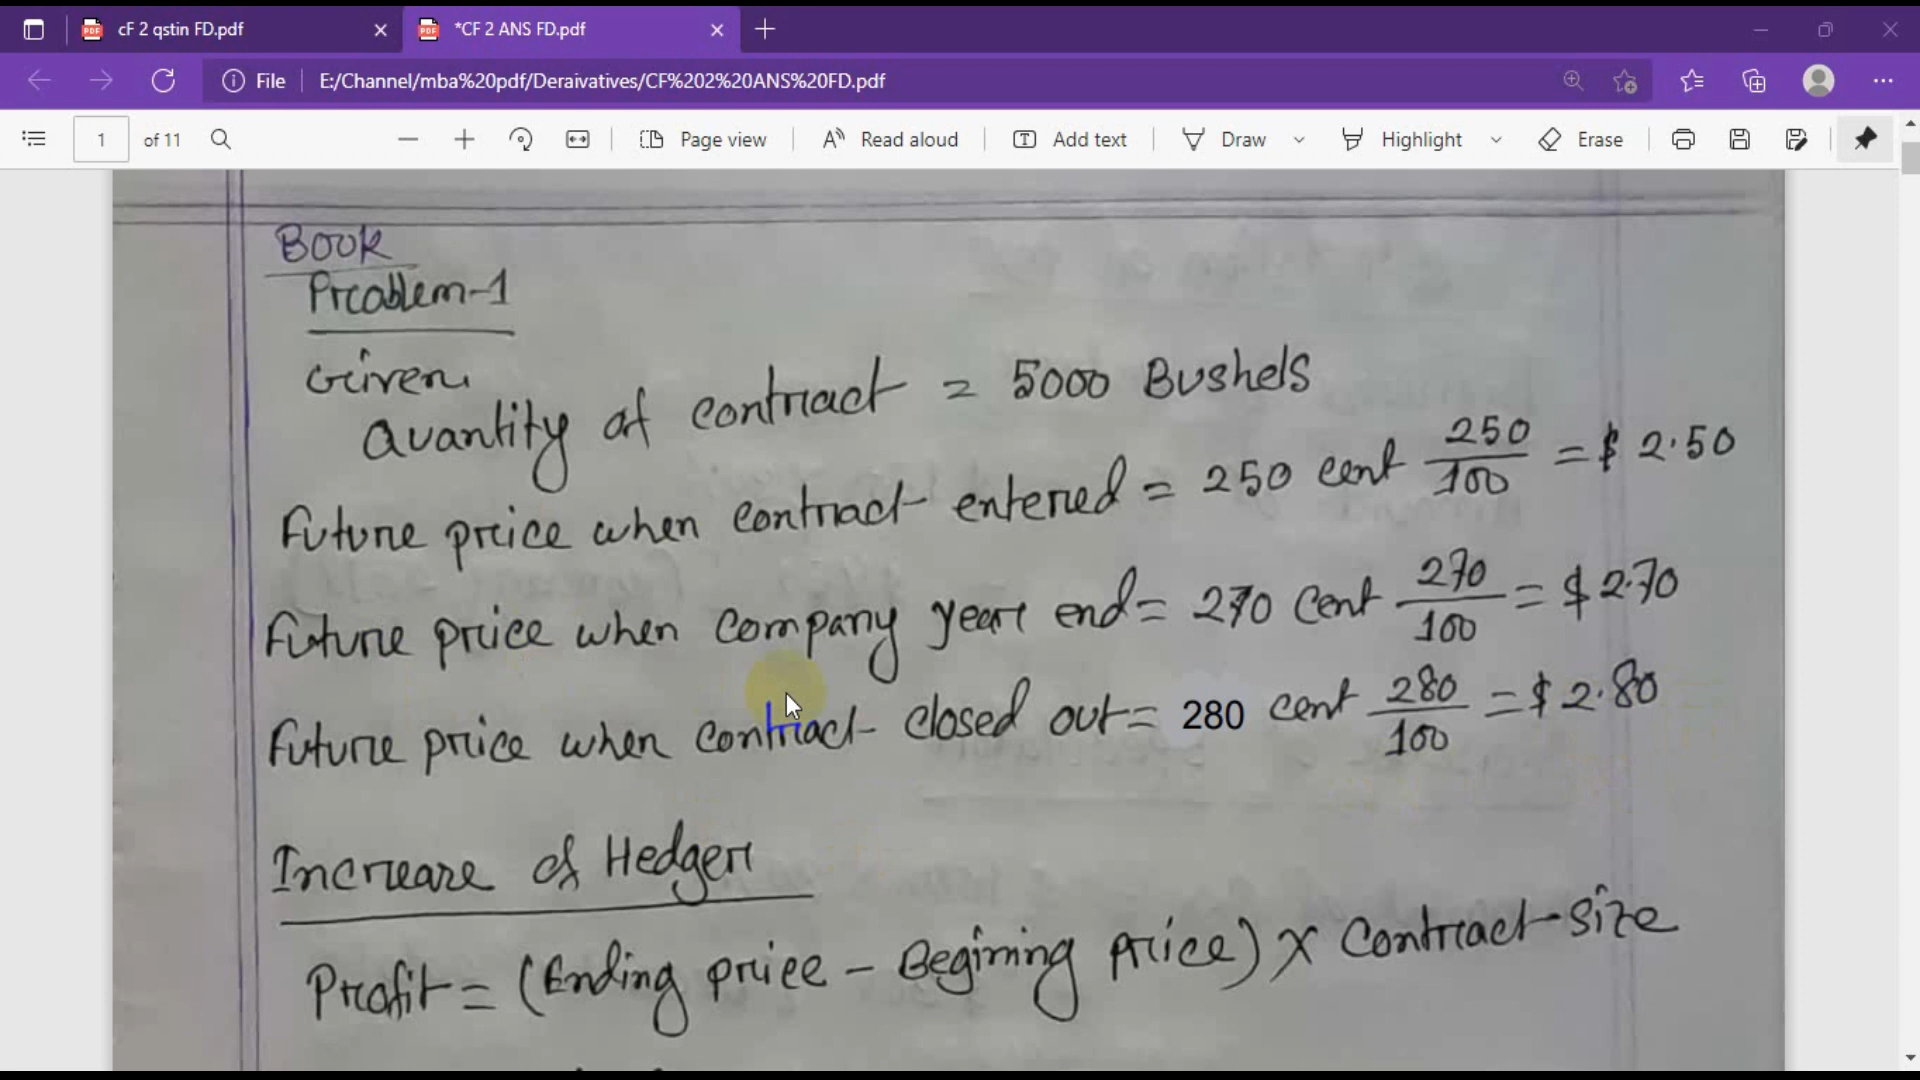 cF 2 qstin FD.pdf
*CF 2 ANS FD.pdf
File
E:/Channel/mba%20pdf/Deraivatives/CF%202%20ANS%20FD.pdf
1 of 11
Page view
Read aloud
Add text
Draw
Highlight
Erase
BOOK
Problem-1
Given,
Quantity of contract = 5000 Bushels
Future price when contract entered = 250 cent 250/100 = $ 2.50
Future price when company year end = 270 cent 270/100 = $ 2.70
Future price when contract closed out = 280 cent 280/100 = $ 2.80
Increase of Hedger
Profit = (Ending price - Begining price) X Contract-size